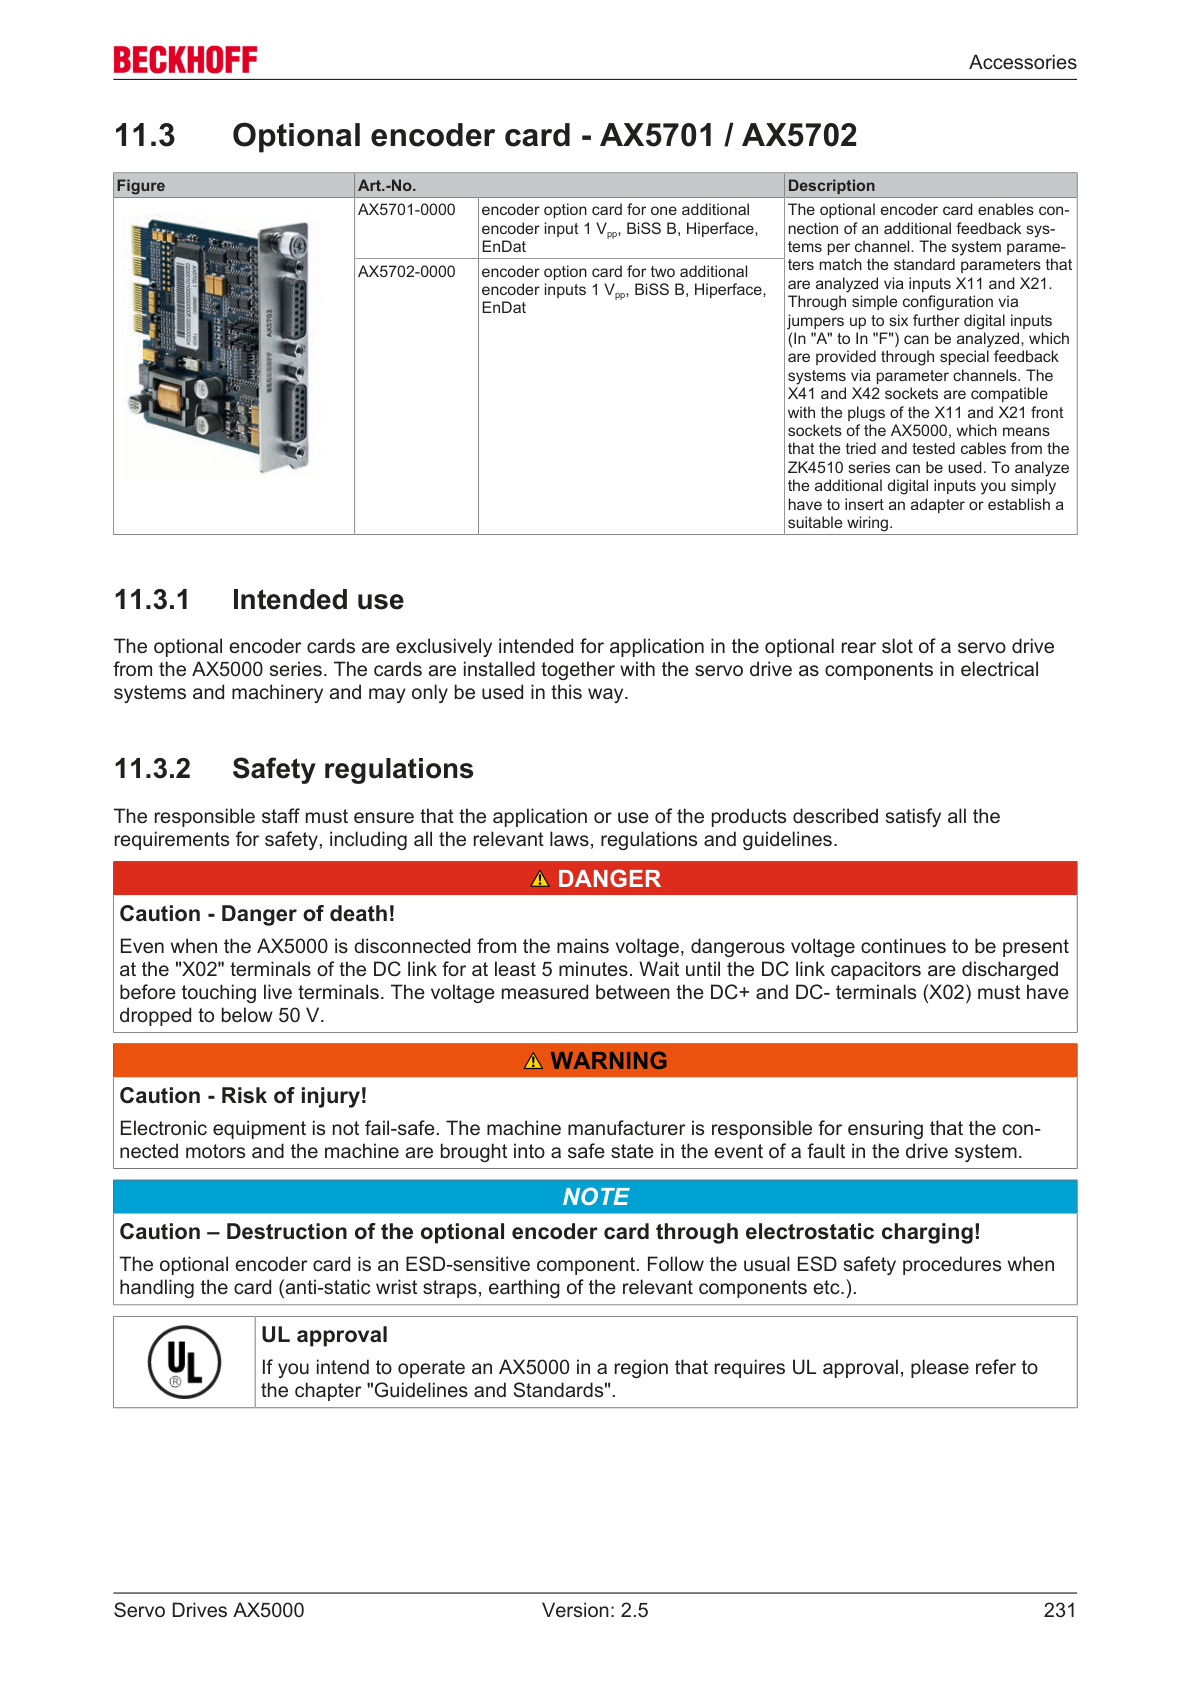 BECKHOFF
Accessories
11.3 Optional encoder card - AX5701 / AX5702
Figure Art.-No. Description
AX5701-0000
encoder option card for one additional
encoder input 1 Vpp, BiSS B, Hiperface,
EnDat
AX5702-0000
encoder option card for two additional
encoder inputs 1 Vpp, BiSS B, Hiperface,
EnDat
The optional encoder card enables con-
nection of an additional feedback sys-
tems per channel. The system parame-
ters match the standard parameters that
are analyzed via inputs X11 and X21.
Through simple configuration via
jumpers up to six further digital inputs
(In "A" to In "F") can be analyzed, which
are provided through special feedback
systems via parameter channels. The
X41 and X42 sockets are compatible
with the plugs of the X11 and X21 front
sockets of the AX5000, which means
that the tried and tested cables from the
ZK4510 series can be used. To analyze
the additional digital inputs you simply
have to insert an adapter or establish a
suitable wiring.
AX5702
BECKHOFF
11.3.1 Intended use
The optional encoder cards are exclusively intended for application in the optional rear slot of a servo drive
from the AX5000 series. The cards are installed together with the servo drive as components in electrical
systems and machinery and may only be used in this way.
11.3.2 Safety regulations
The responsible staff must ensure that the application or use of the products described satisfy all the
requirements for safety, including all the relevant laws, regulations and guidelines.
DANGER
Caution - Danger of death!
Even when the AX5000 is disconnected from the mains voltage, dangerous voltage continues to be present
at the "X02" terminals of the DC link for at least 5 minutes. Wait until the DC link capacitors are discharged
before touching live terminals. The voltage measured between the DC+ and DC- terminals (X02) must have
dropped to below 50 V.
WARNING
Caution - Risk of injury!
Electronic equipment is not fail-safe. The machine manufacturer is responsible for ensuring that the con-
nected motors and the machine are brought into a safe state in the event of a fault in the drive system.
NOTE
Caution – Destruction of the optional encoder card through electrostatic charging!
The optional encoder card is an ESD-sensitive component. Follow the usual ESD safety procedures when
handling the card (anti-static wrist straps, earthing of the relevant components etc.).
UL ®
UL approval
If you intend to operate an AX5000 in a region that requires UL approval, please refer to
the chapter "Guidelines and Standards".
Servo Drives AX5000 Version: 2.5 231